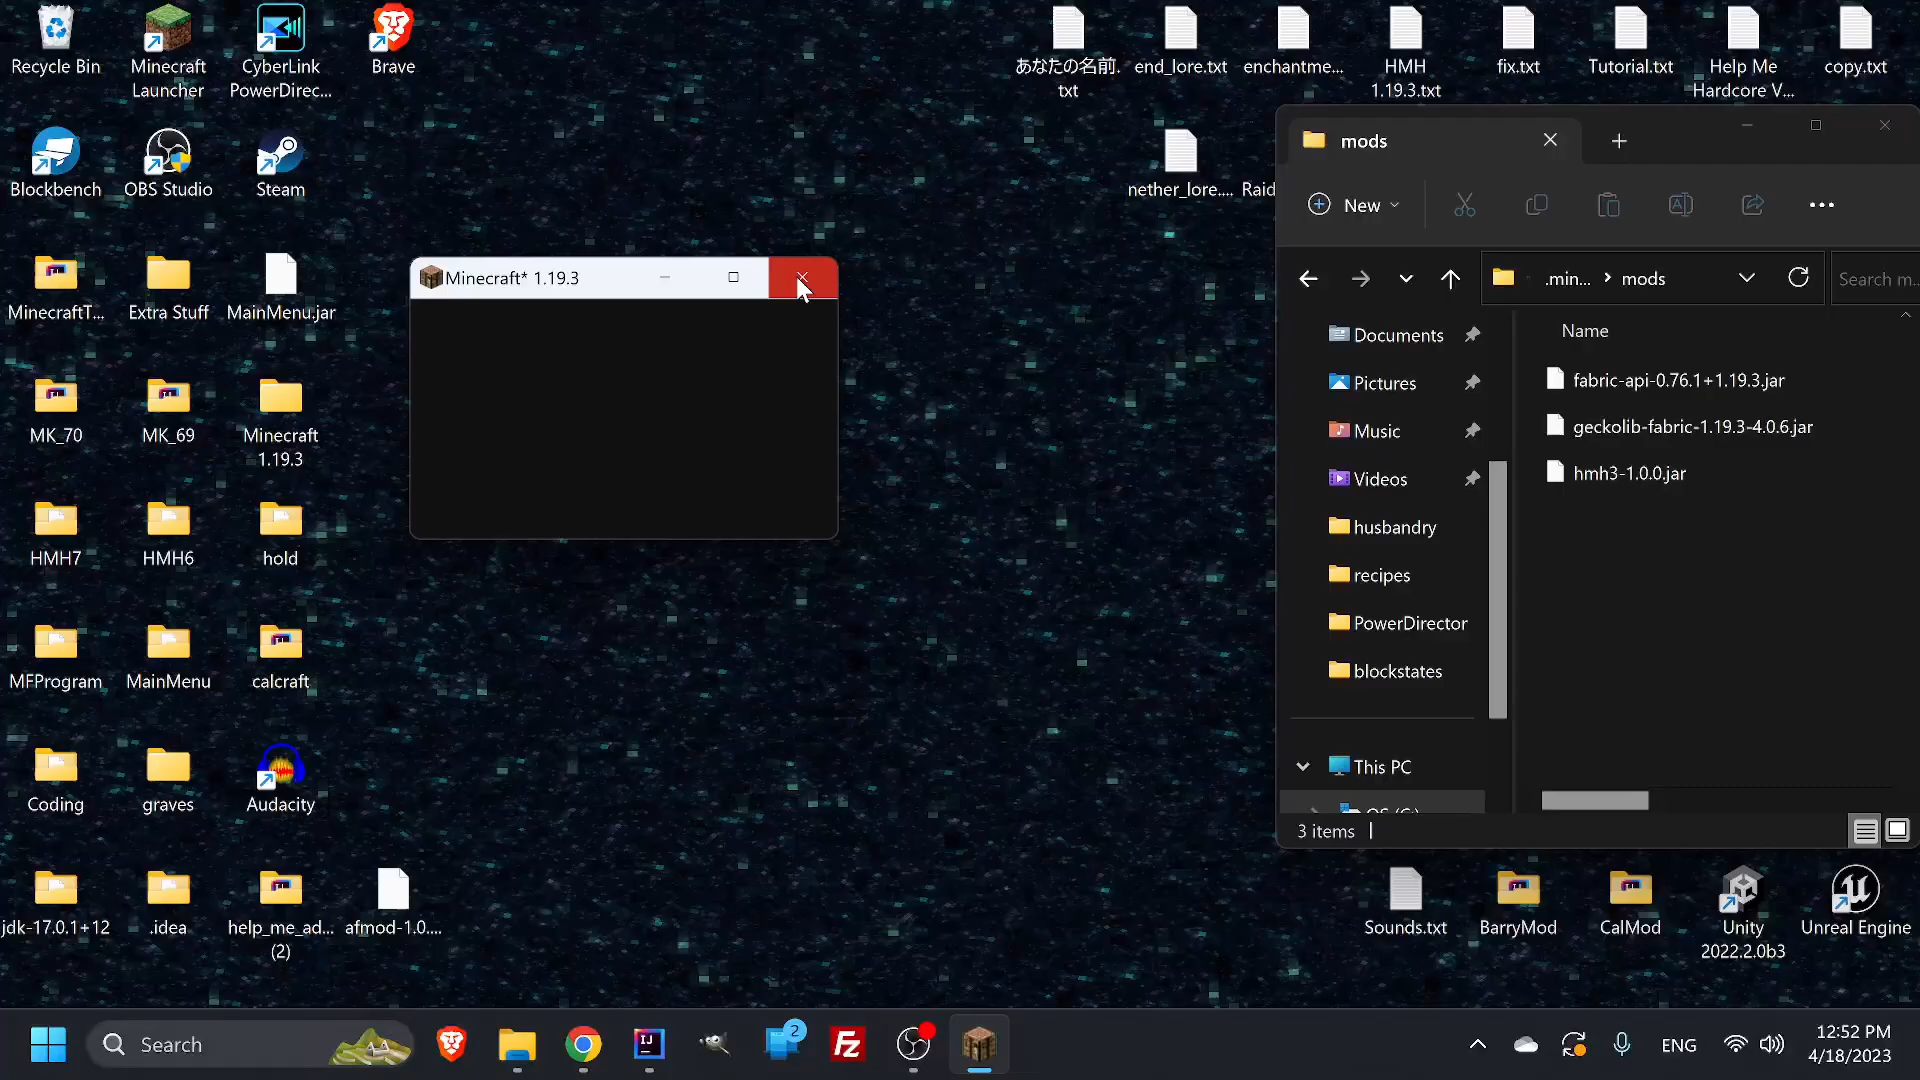 Recycle Bin
Minecraft
Launcher
CyberLink
PowerDirec...
Brave
あなたの名前.
txt
end_lore.txt
enchantme...
HMH
1.19.3.txt
fix.txt
Tutorial.txt
Help Me
Hardcore V...
copy.txt
Blockbench
OBS Studio
Steam
nether_lore....
Raid
mods
New
.min...
mods
Search m...
Minecraft* 1.19.3
MinecraftT...
Extra Stuff
MainMenu.jar
Documents
Pictures
Music
Videos
husbandry
recipes
PowerDirector
blockstates
This PC
OS (C:)
Name
fabric-api-0.76.1+1.19.3.jar
geckolib-fabric-1.19.3-4.0.6.jar
hmh3-1.0.0.jar
3 items
MK_70
MK_69
Minecraft
1.19.3
HMH7
HMH6
hold
MFProgram
MainMenu
calcraft
Coding
graves
Audacity
jdk-17.0.1+12
.idea
help_me_ad...
(2)
afmod-1.0....
Sounds.txt
BarryMod
CalMod
Unity
2022.2.0b3
Unreal Engine
Search
2
ENG
12:52 PM
4/18/2023